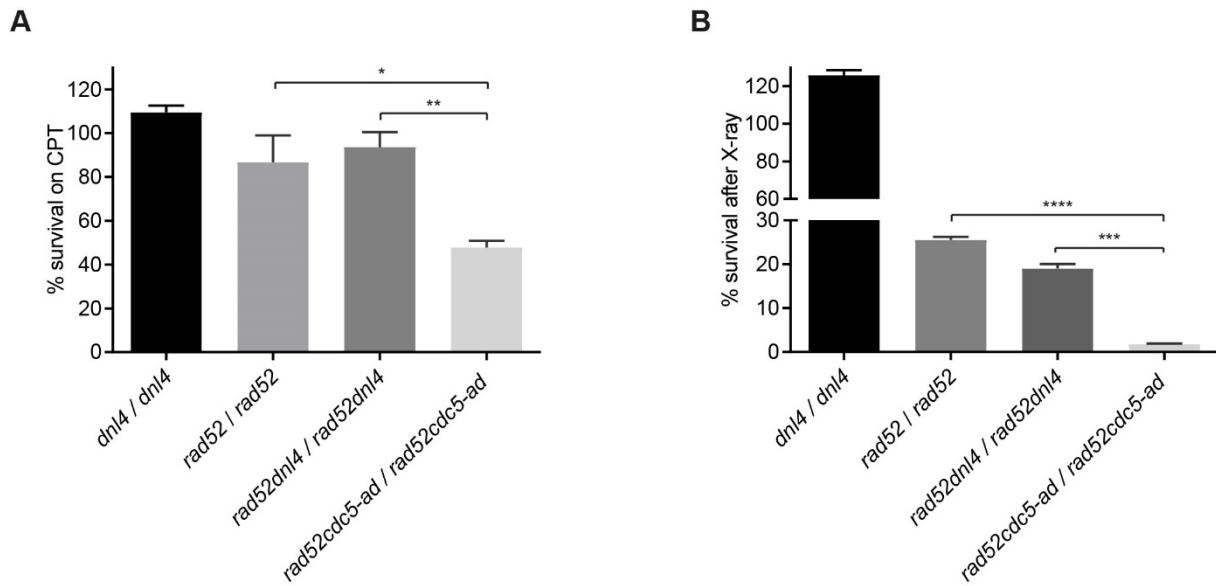 A
% survival on CPT
120
100
80
60
40
20
0
*
**
dnl4 / dnl4
rad52 / rad52
rad52dnl4 / rad52dnl4
rad52cdc5-ad / rad52cdc5-ad
B
% survival after X-ray
120
100
80
60
30
20
10
0
****
***
dnl4 / dnl4
rad52 / rad52
rad52dnl4 / rad52dnl4
rad52cdc5-ad / rad52cdc5-ad